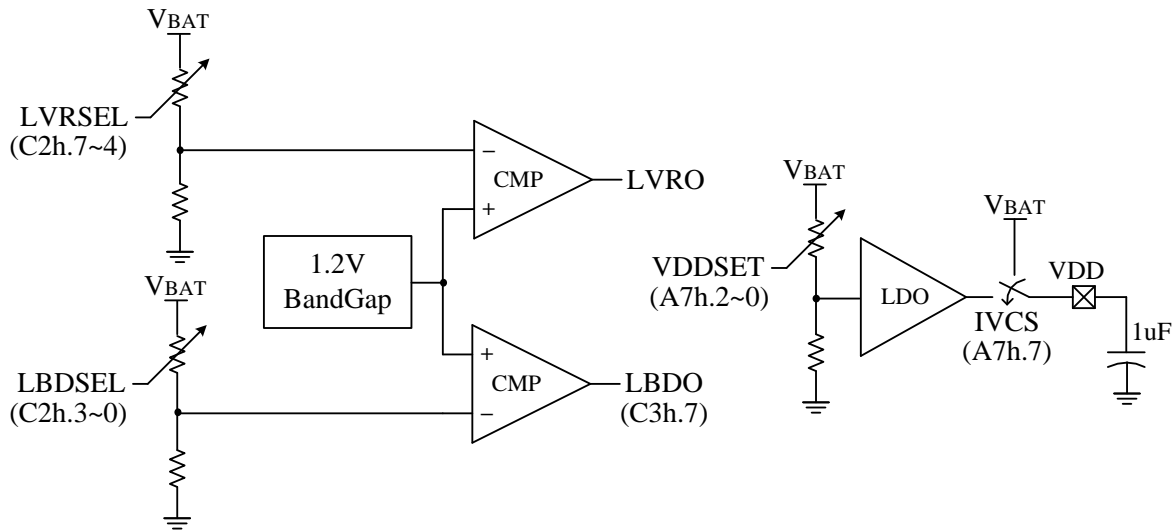 VBAT
LVRSEL
(C2h.7~4)
−
CMP
+
LVRO
1.2V
BandGap
VBAT
LBDSEL
(C2h.3~0)
+
CMP
−
LBDO
(C3h.7)
VBAT
VDDSET
(A7h.2~0)
LDO
VBAT
IVCS
(A7h.7)
VDD
1uF